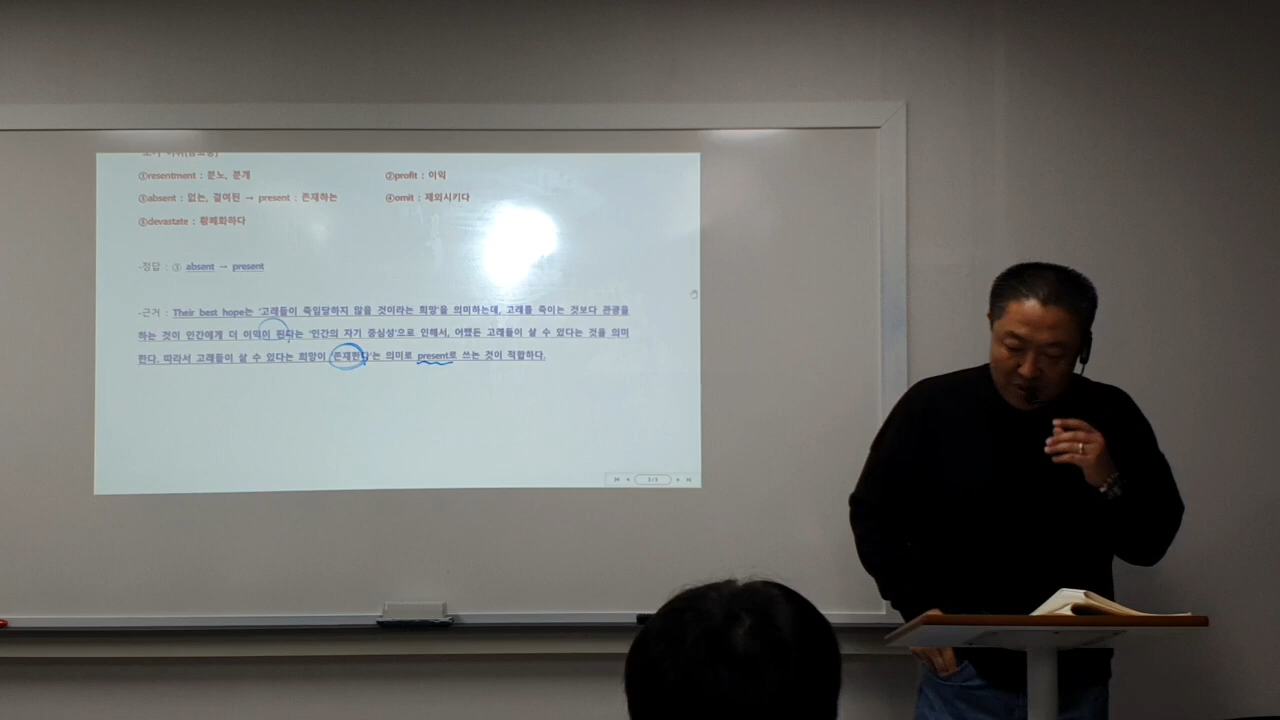 ①resentment : 분노, 분개
②profit : 이익
③absent : 없는, 결여된 → present : 존재하는
④omit : 제외시키다
⑤devastate : 황폐화하다
-정답 : ③ absent → present
-근거 : Their best hope는 '고래들이 죽임당하지 않을 것이라는 희망'을 의미하는데, 고래를 죽이는 것보다 관광을
하는 것이 인간에게 더 이익이 된다는 '인간의 자기 중심성'으로 인해서, 어쨌든 고래들이 살 수 있다는 것을 의미
한다. 따라서 고래들이 살 수 있다는 희망이 '존재한다'는 의미로 present로 쓰는 것이 적합하다.
3 / 3